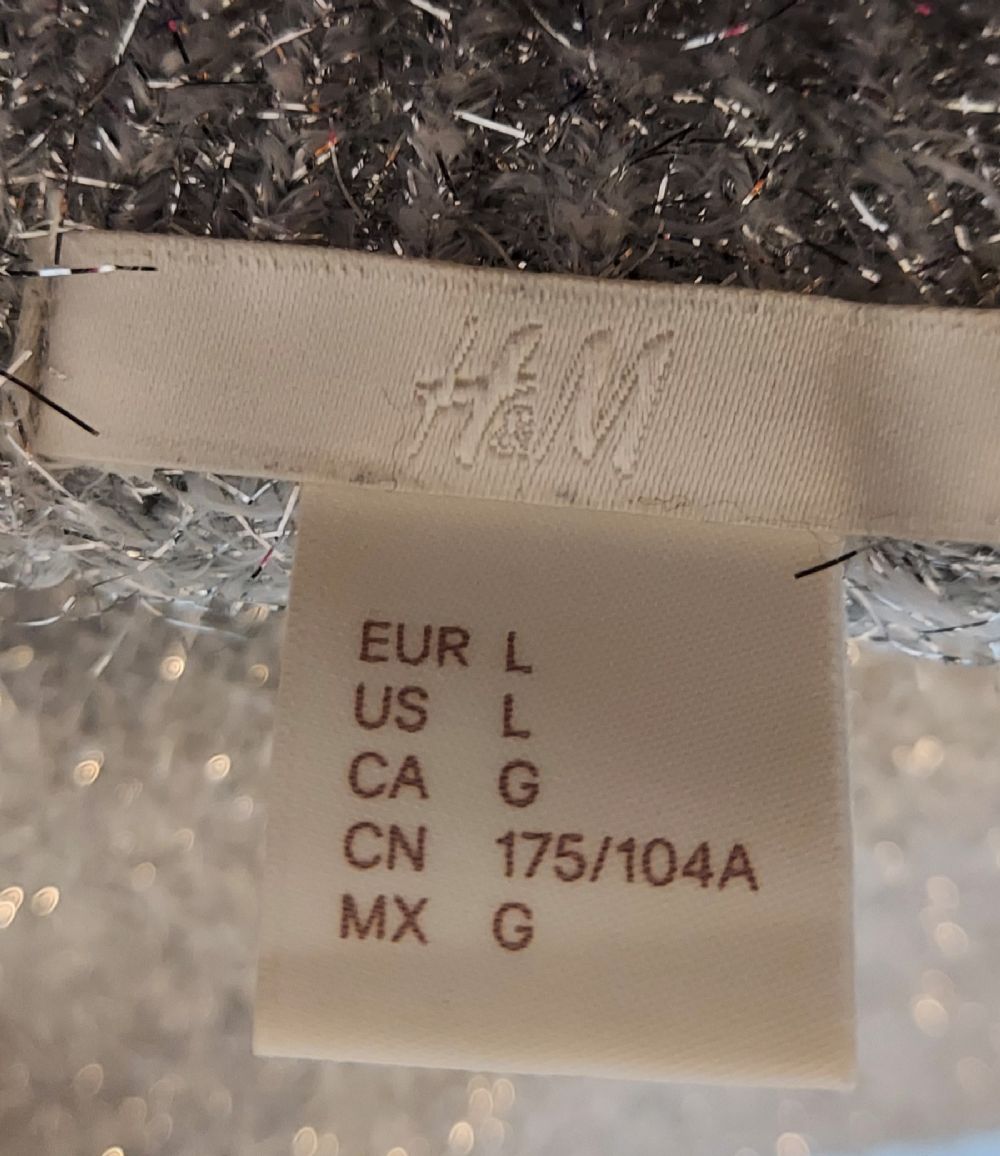 H&M
EUR L
US L
CA G
CN 175/104A
MX G